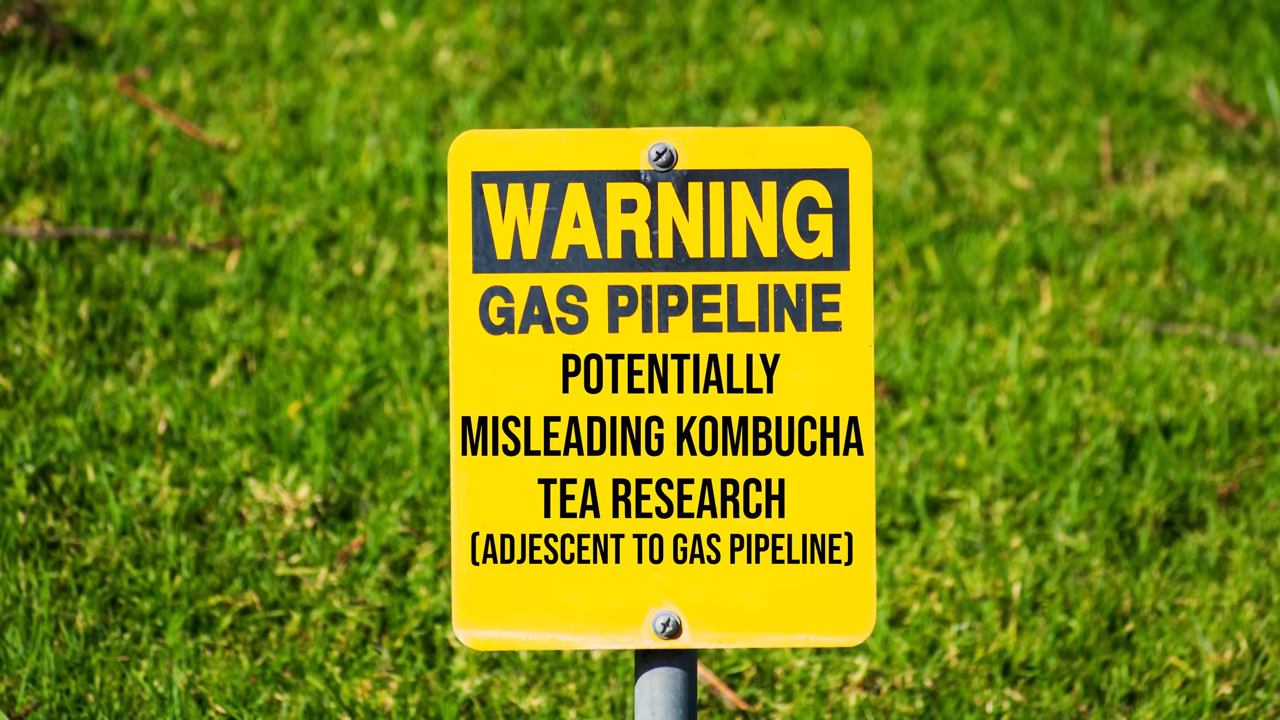 WARNING
GAS PIPELINE
POTENTIALLY
MISLEADING KOMBUCHA
TEA RESEARCH
(ADJESCENT TO GAS PIPELINE)